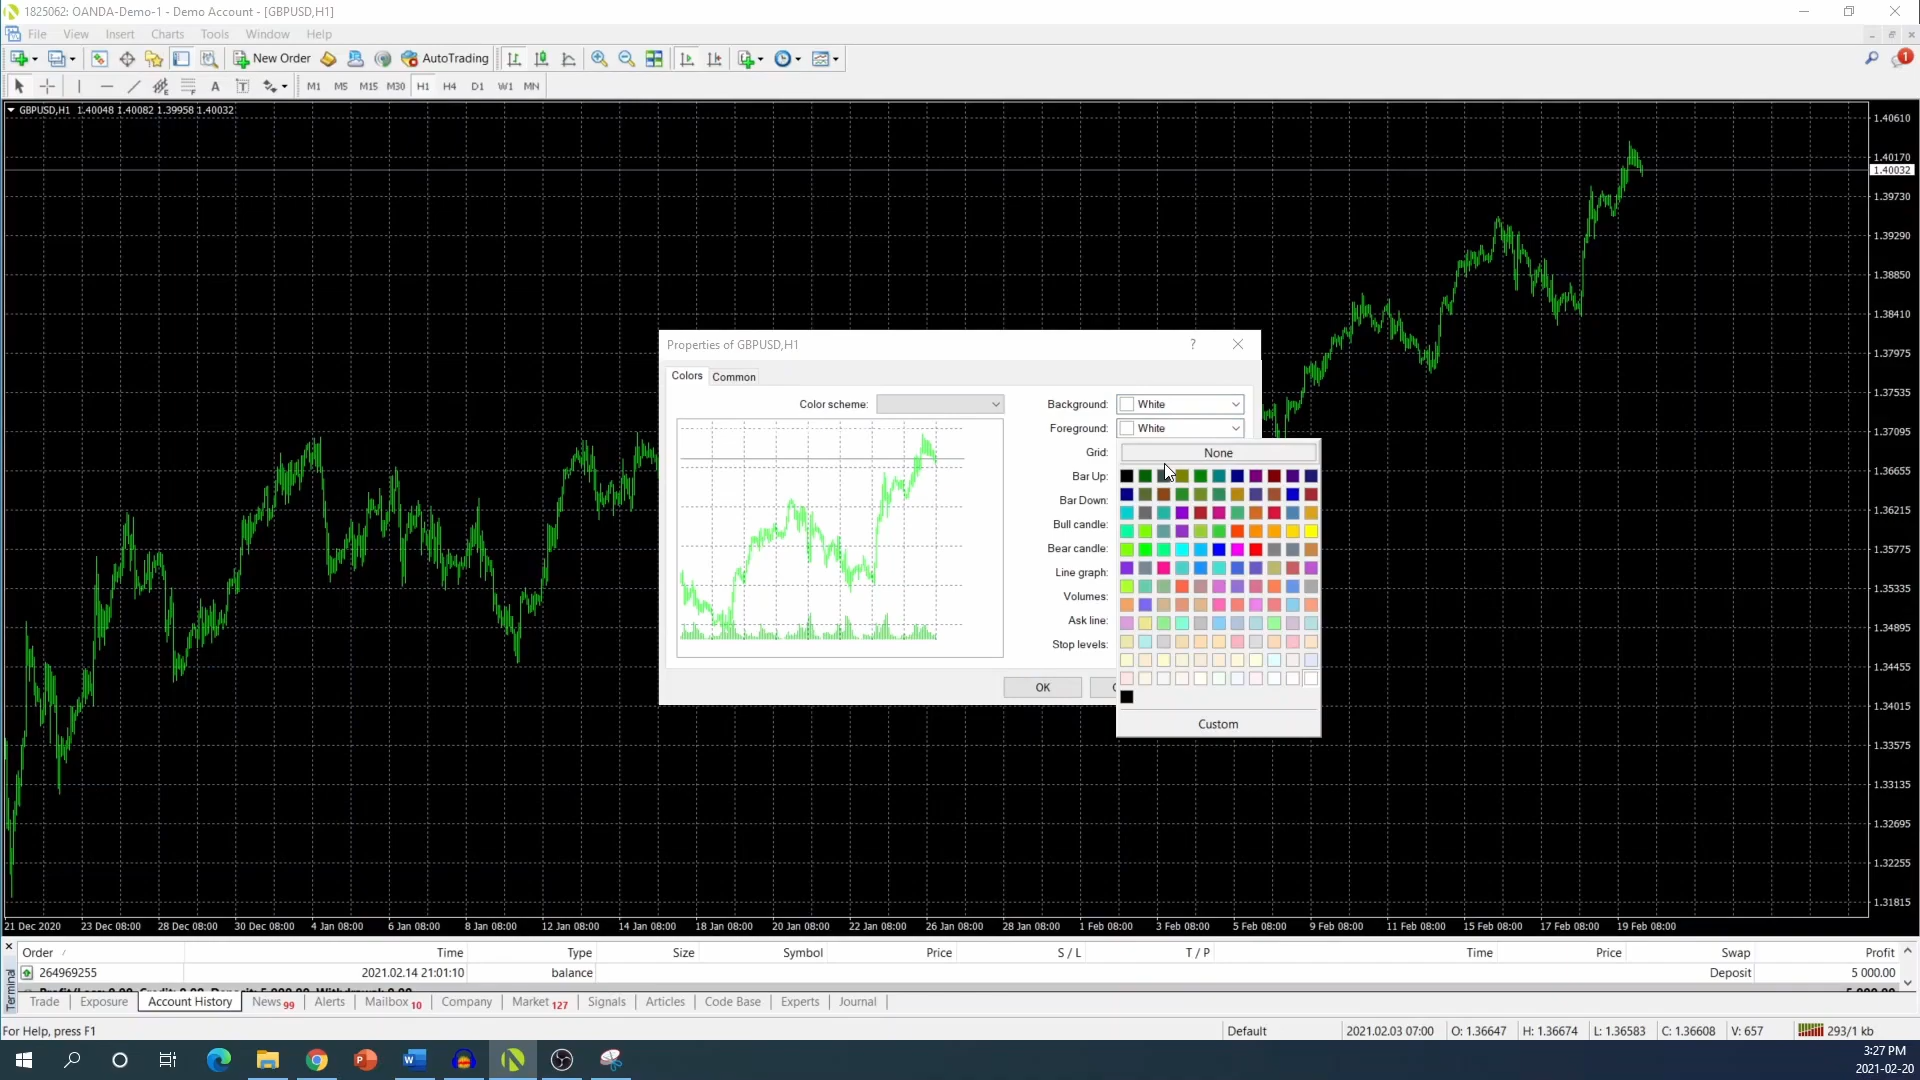 1825062: OANDA-Demo-1 - Demo Account - [GBPUSD,H1]
File View Insert Charts Tools Window Help
New Order AutoTrading 1
A T M1 M5 M15 M30 H1 H4 D1 W1 MN
GBPUSD,H1 1.40048 1.40082 1.39958 1.40032
1.40610
1.40170
1.40032
1.39730
1.39290
1.38850
1.38410
1.37975
1.37535
1.37095
1.36655
1.36215
1.35775
1.35335
1.34895
1.34455
1.34015
1.33575
1.33135
1.32695
1.32255
1.31815
Properties of GBPUSD,H1 ?
Colors Common
Color scheme:
Background: White
Foreground: White
Grid: None
Bar Up:
Bar Down:
Bull candle:
Bear candle:
Line graph:
Volumes:
Ask line:
Stop levels:
OK
Custom
21 Dec 2020 23 Dec 08:00 28 Dec 08:00 30 Dec 08:00 4 Jan 08:00 6 Jan 08:00 8 Jan 08:00 12 Jan 08:00 14 Jan 08:00 18 Jan 08:00 20 Jan 08:00 22 Jan 08:00 26 Jan 08:00 28 Jan 08:00 1 Feb 08:00 3 Feb 08:00 5 Feb 08:00 9 Feb 08:00 11 Feb 08:00 15 Feb 08:00 17 Feb 08:00 19 Feb 08:00
Order / Time Type Size Symbol Price S / L T / P Time Price Swap Profit
264969255 2021.02.14 21:01:10 balance Deposit 5 000.00
Terminal
Trade Exposure Account History News 99 Alerts Mailbox 10 Company Market 127 Signals Articles Code Base Experts Journal
For Help, press F1 Default 2021.02.03 07:00 O: 1.36647 H: 1.36674 L: 1.36583 C: 1.36608 V: 657 293/1 kb
3:27 PM
2021-02-20